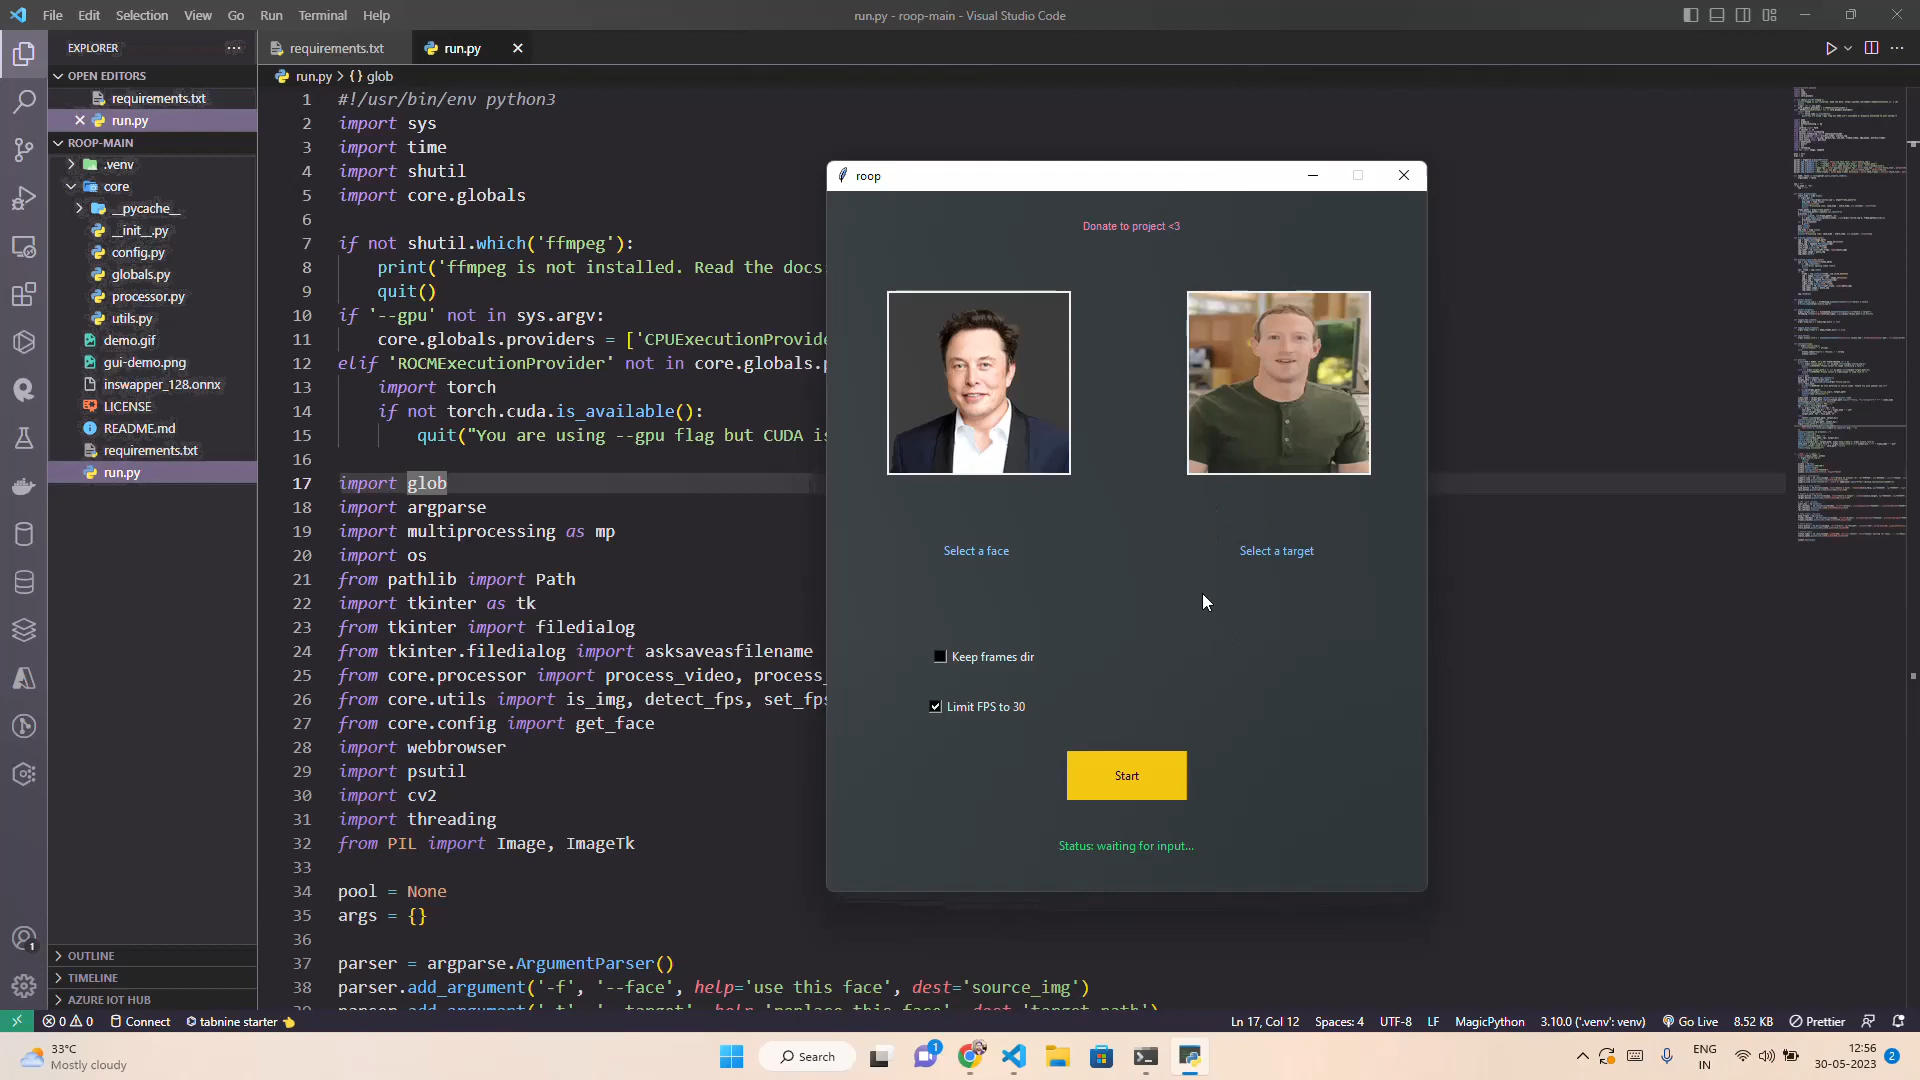 File Edit Selection View Go Run Terminal Help
run.py - roop-main - Visual Studio Code
EXPLORER
requirements.txt
run.py
OPEN EDITORS
requirements.txt
run.py
ROOP-MAIN
.venv
core
__pycache__
__init__.py
config.py
globals.py
processor.py
utils.py
demo.gif
gui-demo.png
inswapper_128.onnx
LICENSE
README.md
requirements.txt
run.py
OUTLINE
TIMELINE
AZURE IOT HUB
run.py > {} glob
1 #!/usr/bin/env python3
2 import sys
3 import time
4 import shutil
5 import core.globals
6
7 if not shutil.which('ffmpeg'):
8 print('ffmpeg is not installed. Read the docs
9 quit()
10 if '--gpu' not in sys.argv:
11 core.globals.providers = ['CPUExecutionProvide
12 elif 'ROCMExecutionProvider' not in core.globals.p
13 import torch
14 if not torch.cuda.is_available():
15 quit("You are using --gpu flag but CUDA is
16
17 import glob
18 import argparse
19 import multiprocessing as mp
20 import os
21 from pathlib import Path
22 import tkinter as tk
23 from tkinter import filedialog
24 from tkinter.filedialog import asksaveasfilename
25 from core.processor import process_video, process_
26 from core.utils import is_img, detect_fps, set_fps
27 from core.config import get_face
28 import webbrowser
29 import psutil
30 import cv2
31 import threading
32 from PIL import Image, ImageTk
33
34 pool = None
35 args = {}
36
37 parser = argparse.ArgumentParser()
38 parser.add_argument('-f', '--face', help='use this face', dest='source_img')
roop
Donate to project <3
Select a face
Select a target
Keep frames dir
Limit FPS to 30
Start
Status: waiting for input...
0 0 Connect tabnine starter
Ln 17, Col 12 Spaces: 4 UTF-8 LF MagicPython 3.10.0 ('.venv': venv) Go Live 8.52 KB Prettier
33°C
Mostly cloudy
Search
1
1
ENG
IN
12:56
30-05-2023
2